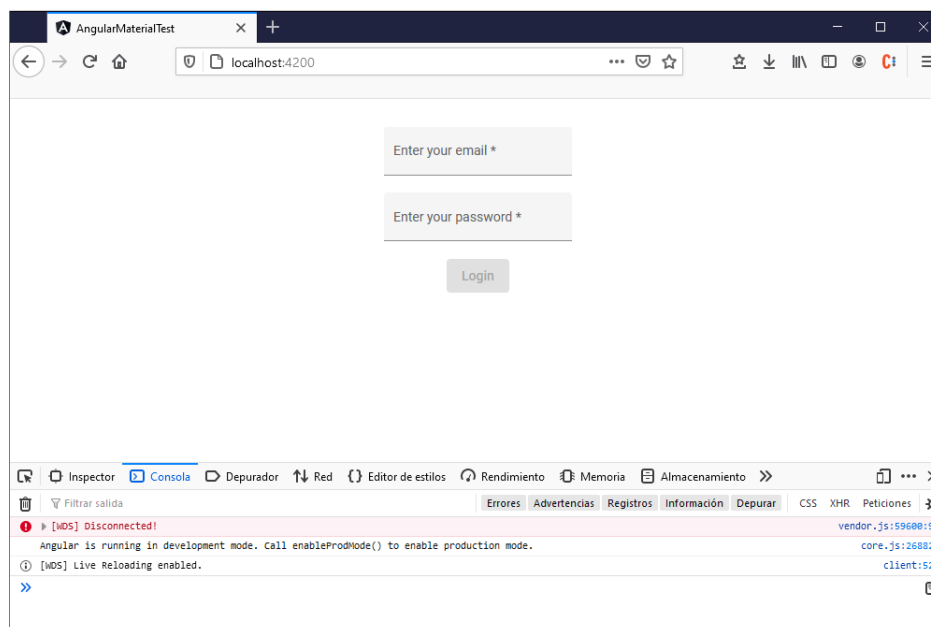 AngularMaterialTest
localhost:4200
Enter your email *
Enter your password *
Login
Inspector Consola Depurador Red Editor de estilos Rendimiento Memoria Almacenamiento
Filtrar salida Errores Advertencias Registros Información Depurar CSS XHR Peticiones
[WDS] Disconnected! vendor.js:59600:9
Angular is running in development mode. Call enableProdMode() to enable production mode. core.js:26882
[WDS] Live Reloading enabled. client:52